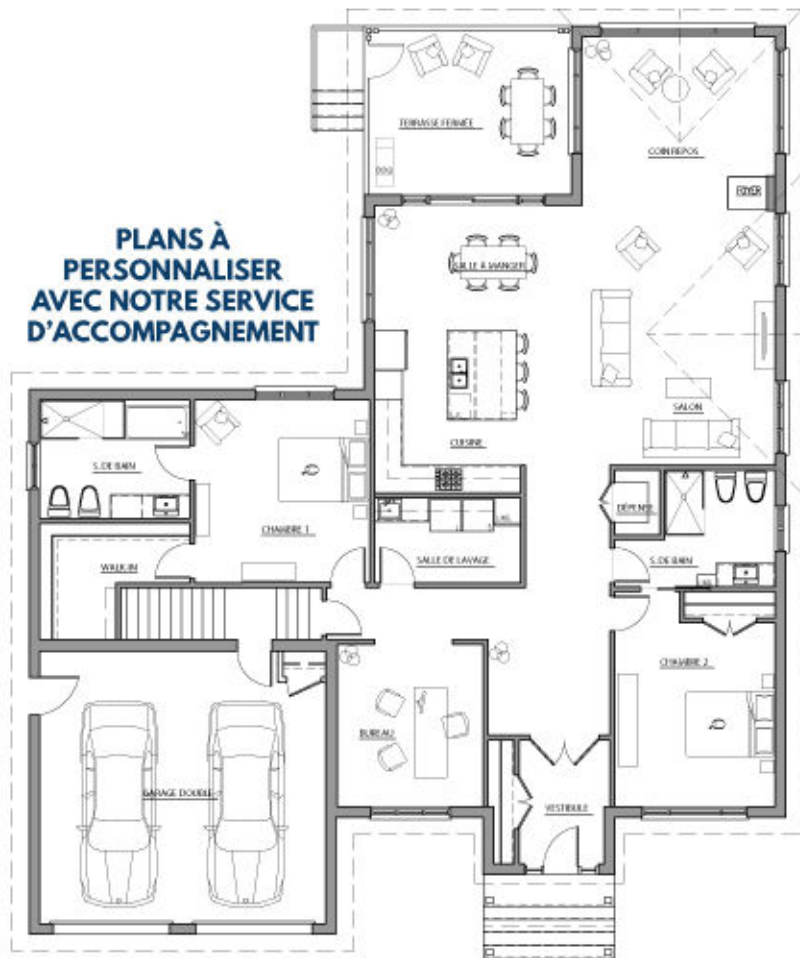 TERRASSE FERMÉE
COIN REPOS
BBQ
FOYER
PLANS À
PERSONNALISER
AVEC NOTRE SERVICE
D'ACCOMPAGNEMENT
SALLE À MANGER
SALON
CUISINE
S. DE BAIN
CHAMBRE 1
DÉPENSE
WALK-IN
SALLE DE LAVAGE
S. DE BAIN
CHAMBRE 2
BUREAU
GARAGE DOUBLE
VESTIBULE